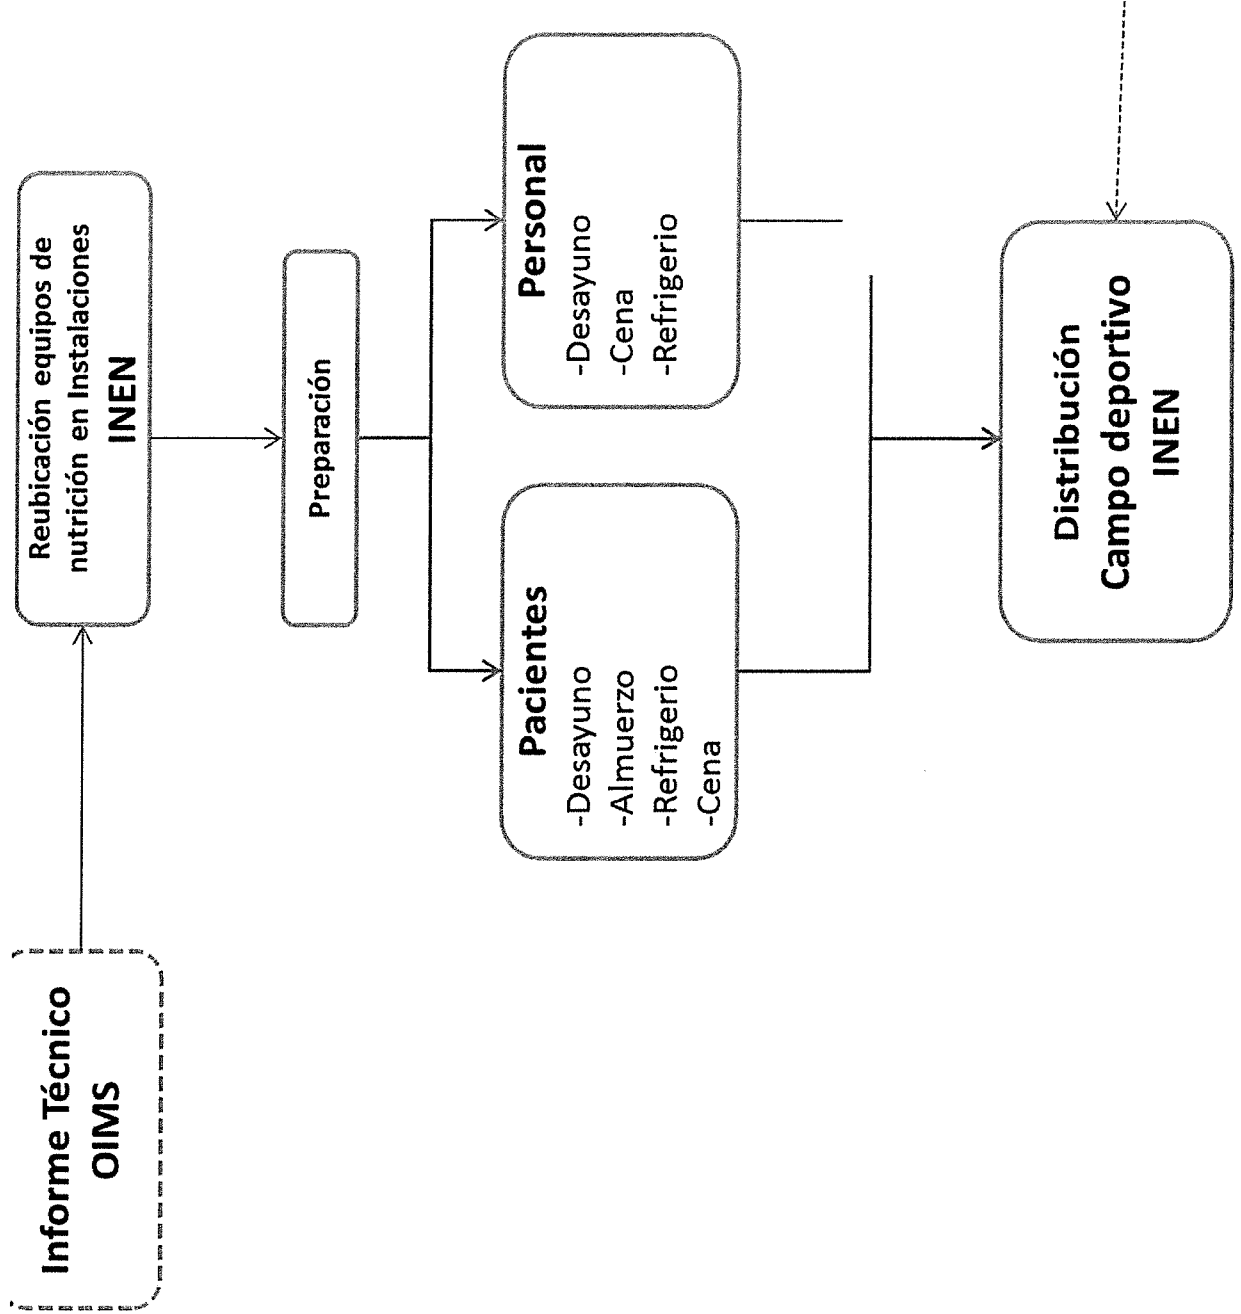 Informe Técnico
OIMS
Reubicación equipos de
nutrición en Instalaciones
INEN
Preparación
Pacientes
-Desayuno
-Almuerzo
-Refrigerio
-Cena
Personal
-Desayuno
-Cena
-Refrigerio
Distribución
Campo deportivo
INEN